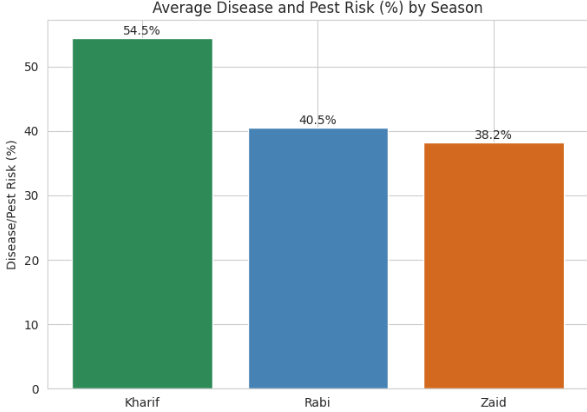 Average Disease and Pest Risk (%) by Season
Disease/Pest Risk (%)
50
40
30
20
10
0
54.5%
40.5%
38.2%
Kharif
Rabi
Zaid